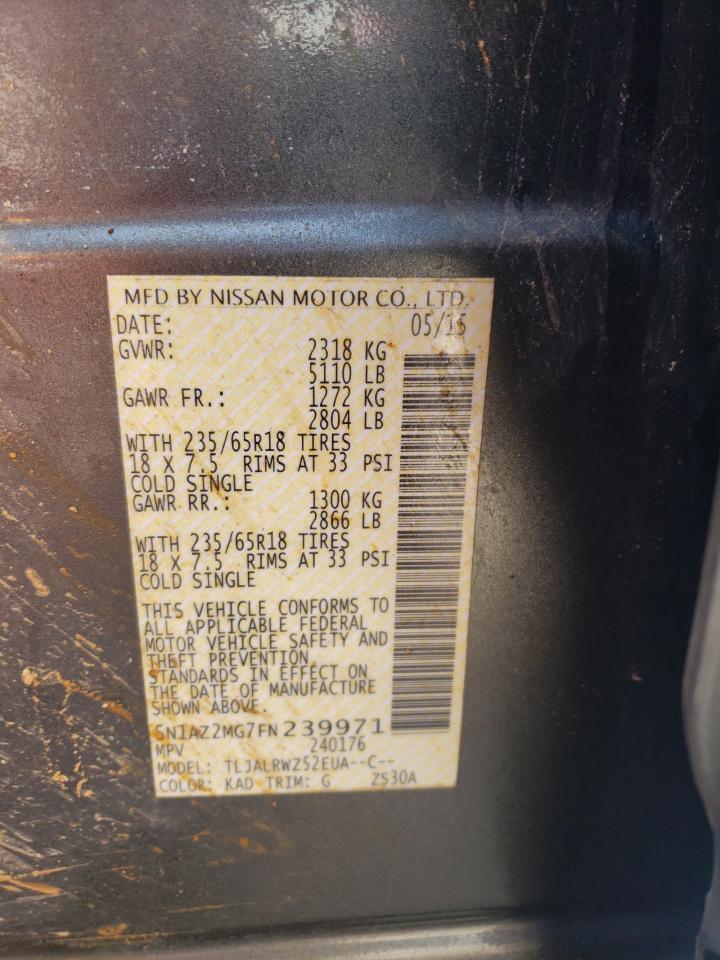 MFD BY NISSAN MOTOR CO., LTD.
DATE: 05/15
GVWR: 2318 KG
5110 LB
GAWR FR.: 1272 KG
2804 LB
WITH 235/65R18 TIRES
18 X 7.5 RIMS AT 33 PSI
COLD SINGLE
GAWR RR.: 1300 KG
2866 LB
WITH 235/65R18 TIRES
18 X 7.5 RIMS AT 33 PSI
COLD SINGLE
THIS VEHICLE CONFORMS TO
ALL APPLICABLE FEDERAL
MOTOR VEHICLE SAFETY AND
THEFT PREVENTION
STANDARDS IN EFFECT ON
THE DATE OF MANUFACTURE
SHOWN ABOVE.
5N1AZ2MG7FN239971
MPV 240176
MODEL: TLJALRWZ52EUA--C--
COLOR: KAD TRIM: G ZS30A